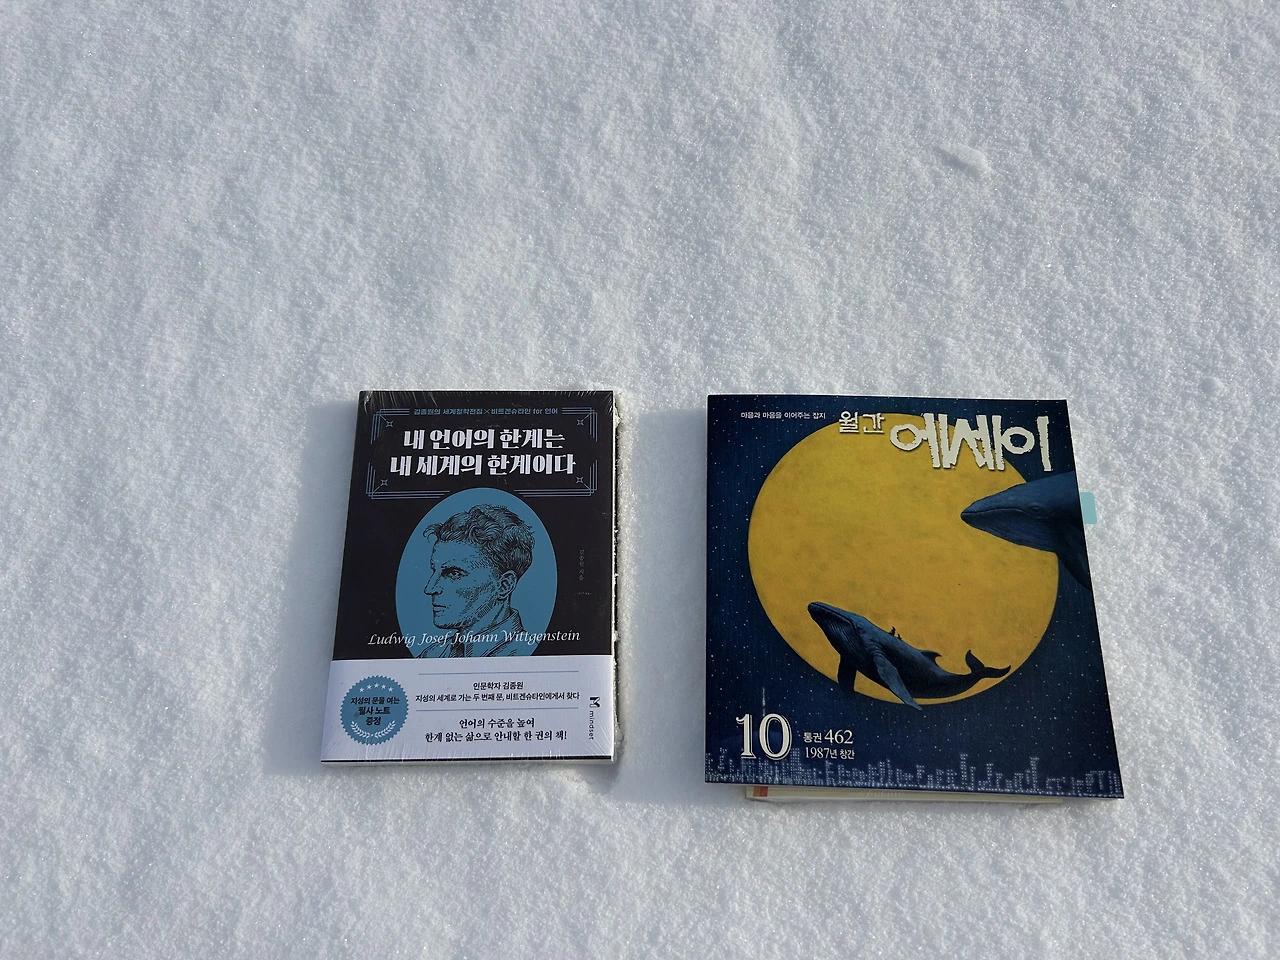 김종원의 세계철학전집 × 비트겐슈타인 for 언어
내 언어의 한계는
내 세계의 한계이다
김종원 지음
Ludwig Josef Johann Wittgenstein
지성의 문을 여는
필사 노트
증정
인문학자 김종원
지성의 세계로 가는 두 번째 문, 비트겐슈타인에게서 찾다
언어의 수준을 높여
한계 없는 삶으로 안내할 한 권의 책!
mindset
마음과 마음을 이어주는 잡지
월간 에세이
10
통권 462
1987년 창간